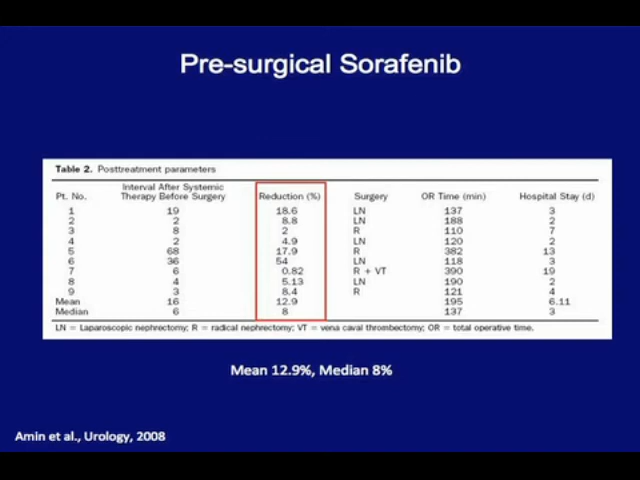 Pre-surgical Sorafenib
Table 2. Posttreatment parameters
Pt. No. Interval After Systemic Therapy Before Surgery Reduction (%) Surgery OR Time (min) Hospital Stay (d)
1 19 18.6 LN 137 3
2 2 8.8 LN 188 2
3 8 2 R 110 7
4 2 4.9 LN 120 2
5 68 17.9 R 382 13
6 36 54 LN 118 3
7 6 0.82 R + VT 390 19
8 4 5.13 LN 190 2
9 3 8.4 R 121 4
Mean 16 12.9 195 6.11
Median 6 8 137 3
LN = Laparoscopic nephrectomy; R = radical nephrectomy; VT = vena caval thrombectomy; OR = total operative time.
Mean 12.9%, Median 8%
Amin et al., Urology, 2008